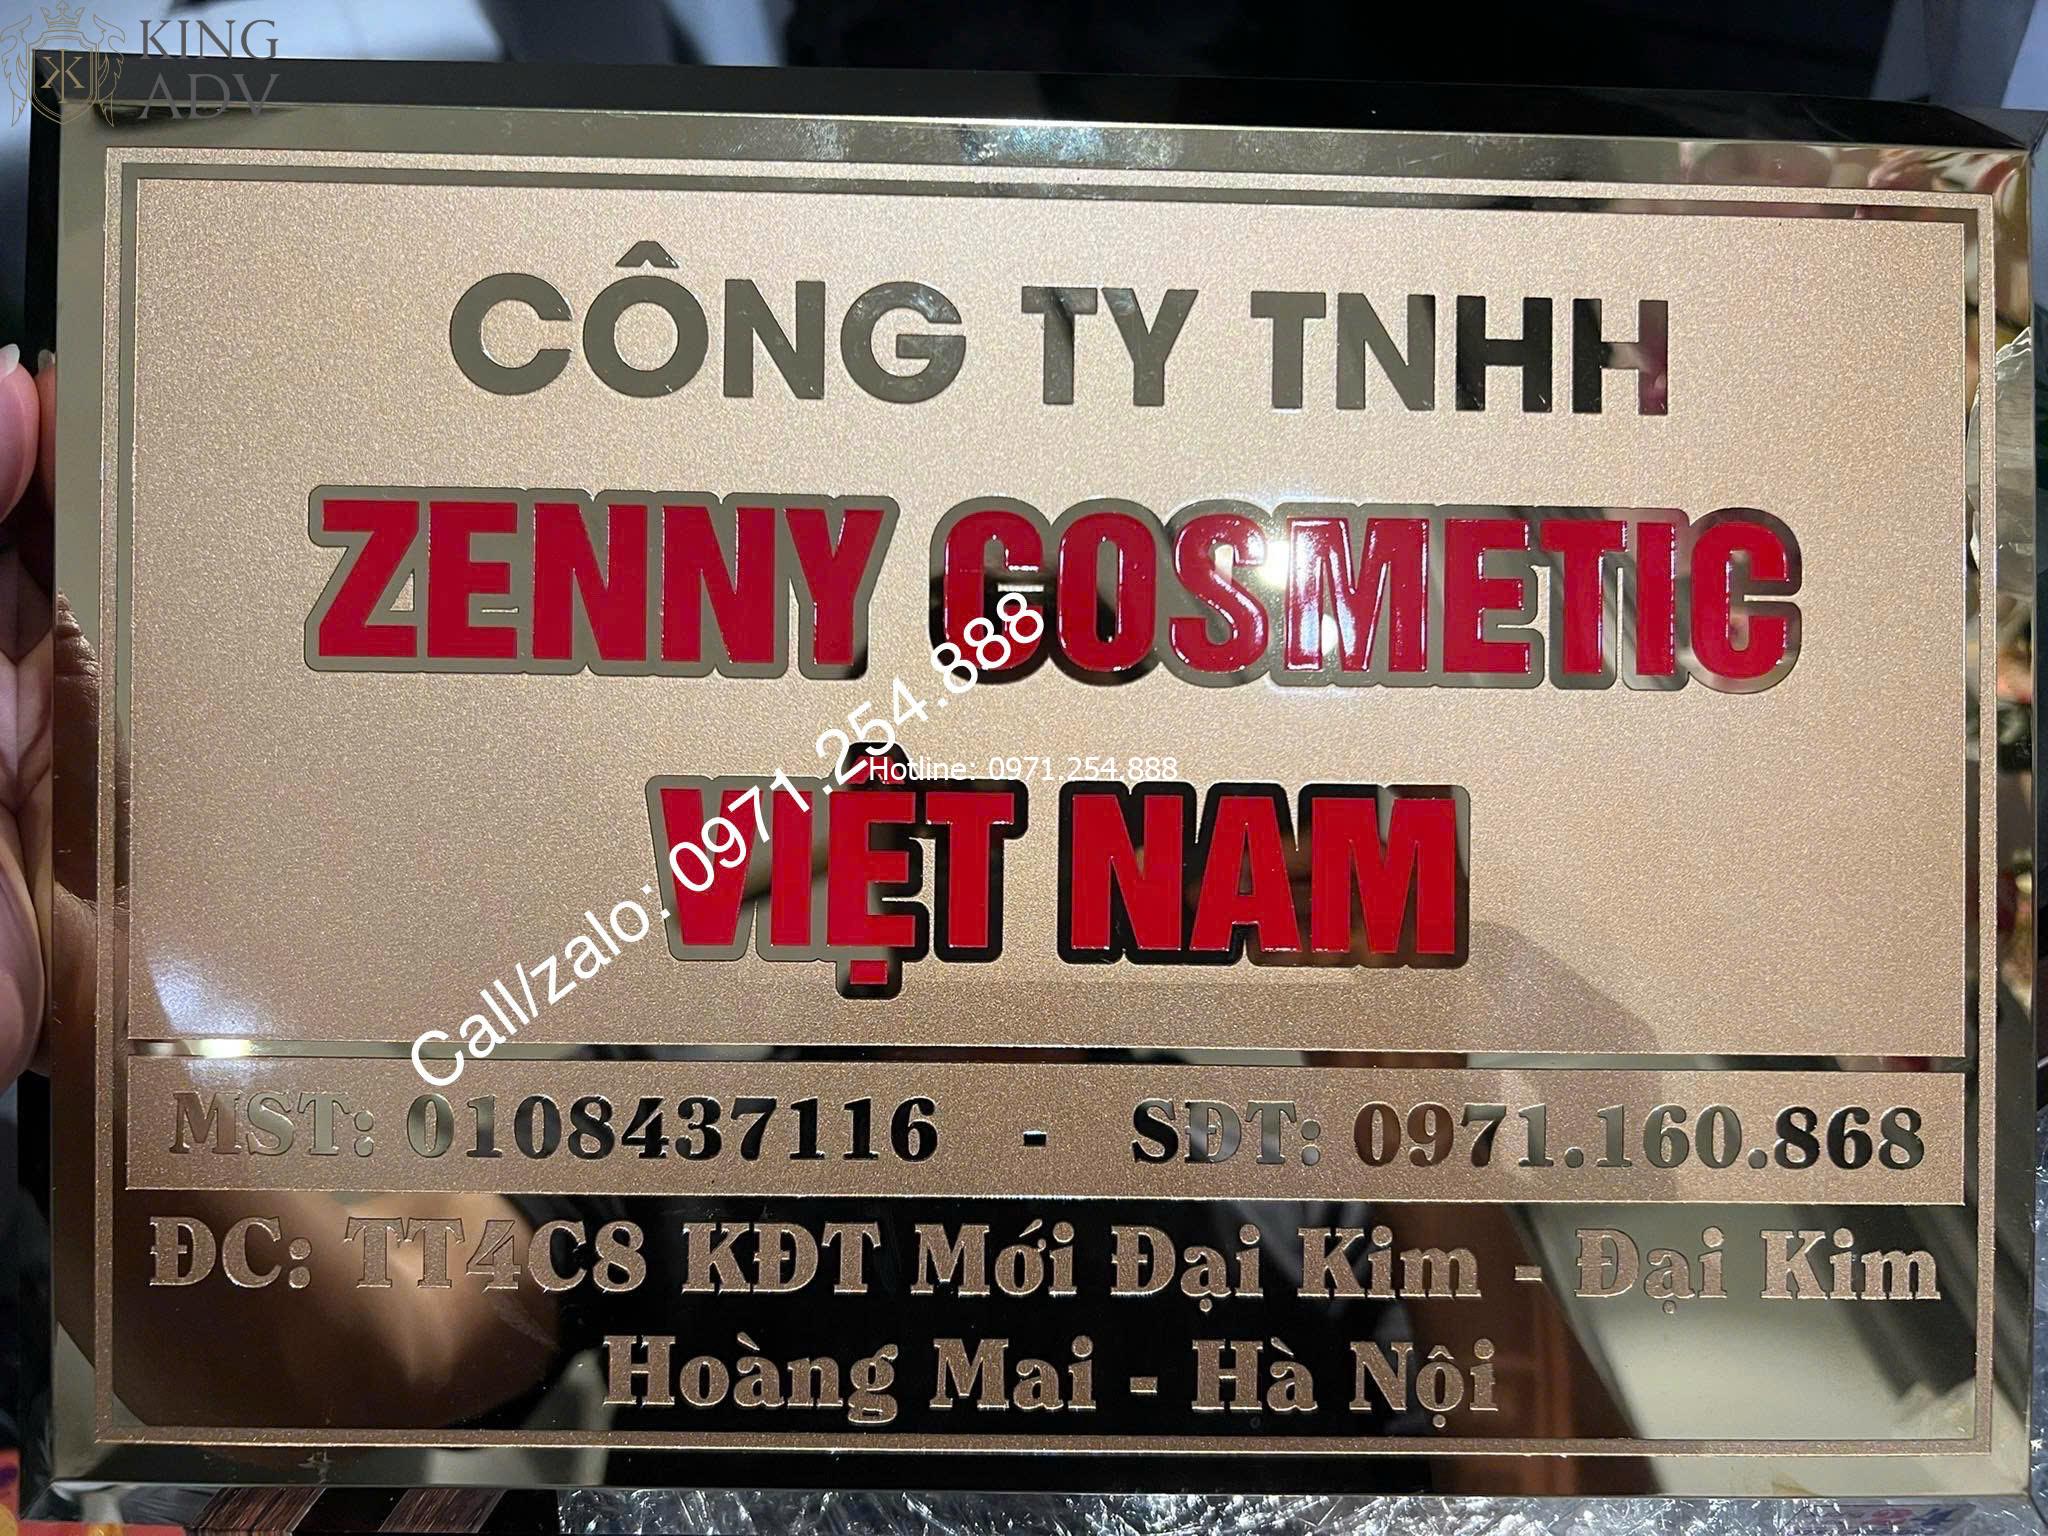 KING
ADV
CÔNG TY TNHH
ZENNY COSMETIC
VIỆT NAM
Call/zalo: 0971.254.888
Hotline: 0971.254.888
MST: 0108437116 - SĐT: 0971.160.868
ĐC: TT4C8 KĐT Mới Đại Kim - Đại Kim
Hoàng Mai - Hà Nội